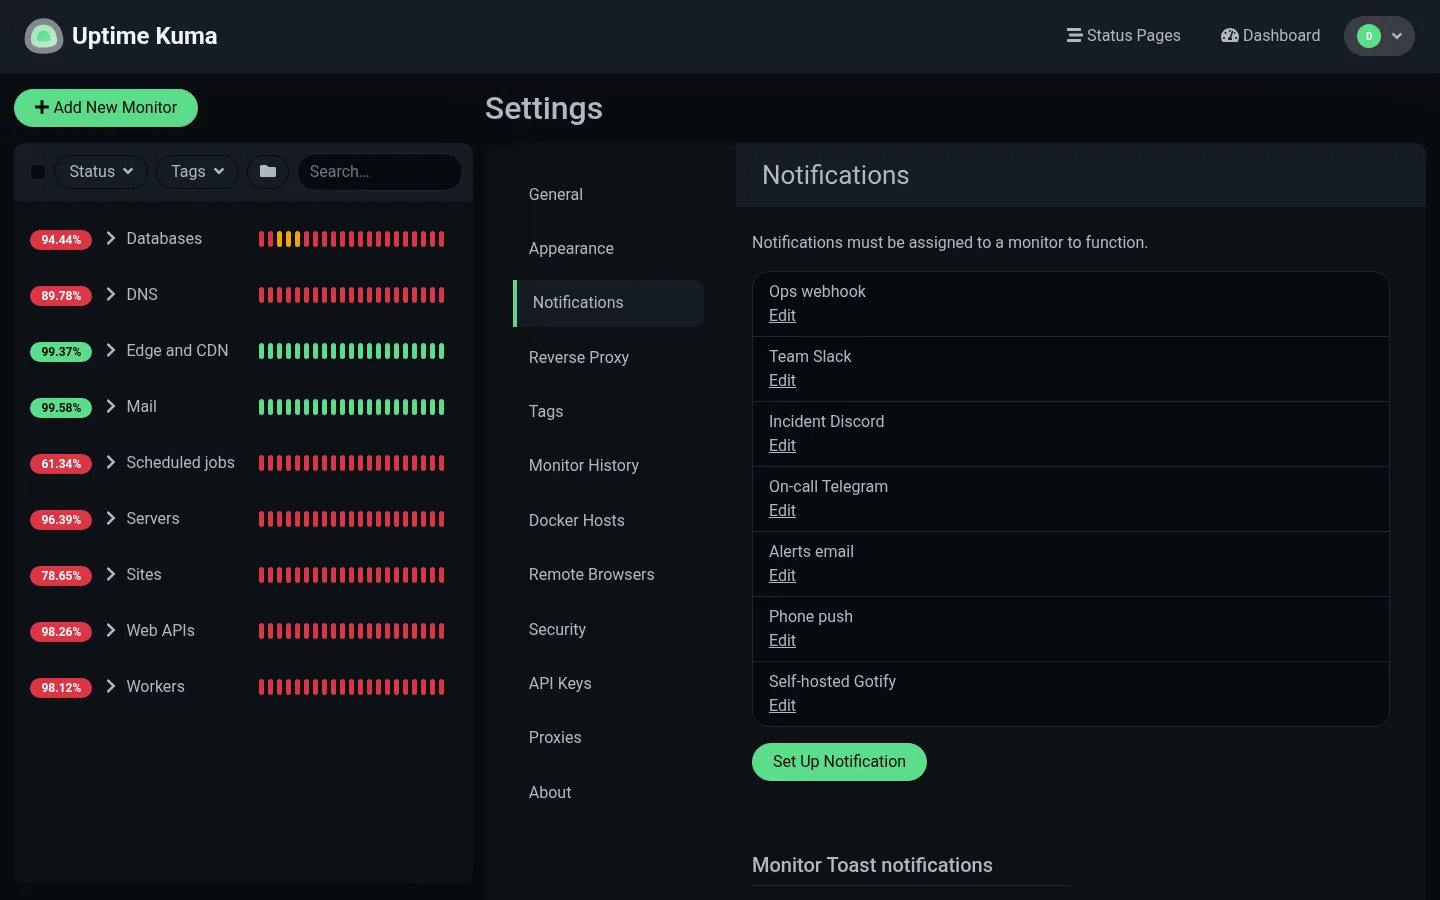 Uptime Kuma
Status Pages
Dashboard
D
Add New Monitor
Status
Tags
Search...
94.44% Databases
89.78% DNS
99.37% Edge and CDN
99.58% Mail
61.34% Scheduled jobs
96.39% Servers
78.65% Sites
98.26% Web APIs
98.12% Workers
Settings
General
Appearance
Notifications
Reverse Proxy
Tags
Monitor History
Docker Hosts
Remote Browsers
Security
API Keys
Proxies
About
Notifications
Notifications must be assigned to a monitor to function.
Ops webhook
Edit
Team Slack
Edit
Incident Discord
Edit
On-call Telegram
Edit
Alerts email
Edit
Phone push
Edit
Self-hosted Gotify
Edit
Set Up Notification
Monitor Toast notifications